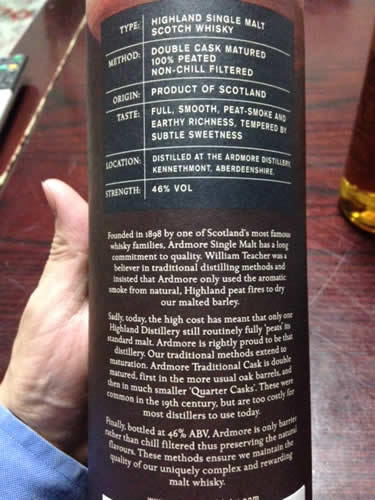 TYPE: HIGHLAND SINGLE MALT
SCOTCH WHISKY
METHOD: DOUBLE CASK MATURED
100% PEATED
NON-CHILL FILTERED
ORIGIN: PRODUCT OF SCOTLAND
TASTE: FULL, SMOOTH, PEAT-SMOKE AND
EARTHY RICHNESS, TEMPERED BY
SUBTLE SWEETNESS
LOCATION: DISTILLED AT THE ARDMORE DISTILLERY,
KENNETHMONT, ABERDEENSHIRE.
STRENGTH: 46% VOL
Founded in 1898 by one of Scotland's most famous
whisky families, Ardmore Single Malt has a long
commitment to quality. William Teacher was a
believer in traditional distilling methods and
insisted that Ardmore only used the aromatic
smoke from natural, Highland peat fires to dry
our malted barley.
Sadly, today, the high cost has meant that only one
Highland Distillery still routinely fully 'peats' its
standard malt. Ardmore is rightly proud to be that
distillery. Our traditional methods extend to
maturation. Ardmore Traditional Cask is double
matured, first in the more usual oak barrels, and
then in much smaller 'Quarter Casks'. These were
common in the 19th century, but are too costly for
most distillers to use today.
Finally, bottled at 46% ABV, Ardmore is only barrier
rather than chill filtered thus preserving the natural
flavours. These methods ensure we maintain the
quality of our uniquely complex and rewarding
malt whisky.